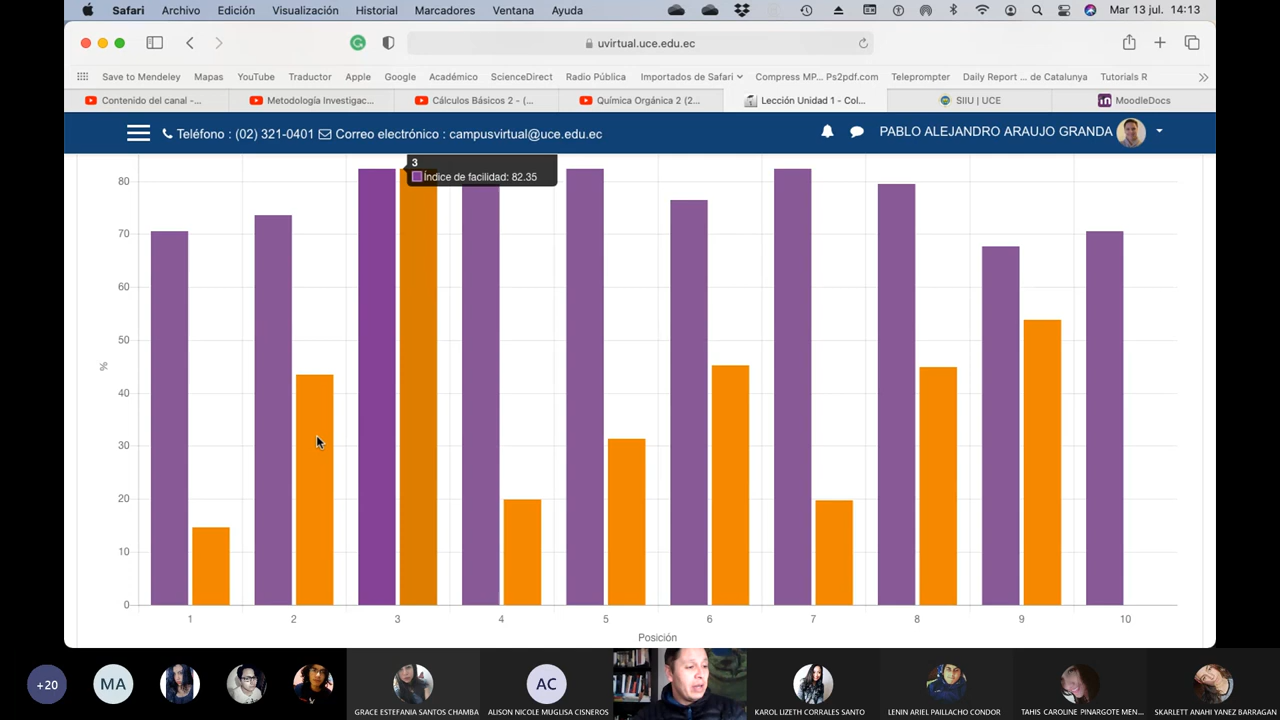 Safari Archivo Edición Visualización Historial Marcadores Ventana Ayuda Mar 13 jul. 14:13
uvirtual.uce.edu.ec
Save to Mendeley Mapas YouTube Traductor Apple Google Académico ScienceDirect Radio Pública Importados de Safari Compress MP... Ps2pdf.com Teleprompter Daily Report ... de Catalunya Tutorials R
Contenido del canal -... Metodología Investigac... Cálculos Básicos 2 - (... Química Orgánica 2 (2... Lección Unidad 1 - Col... SIIU | UCE MoodleDocs
Teléfono : (02) 321-0401 Correo electrónico : campusvirtual@uce.edu.ec PABLO ALEJANDRO ARAUJO GRANDA
3
Índice de facilidad: 82.35
80
70
60
50
%
40
30
20
10
0
1 2 3 4 5 6 7 8 9 10
Posición
+20 MA AC
GRACE ESTEFANIA SANTOS CHAMBA ALISON NICOLE MUGLISA CISNEROS KAROL LIZETH CORRALES SANTO LENIN ARIEL PAILLACHO CONDOR TAHIS CAROLINE PINARGOTE MEN... SKARLETT ANAHI YANEZ BARRAGAN